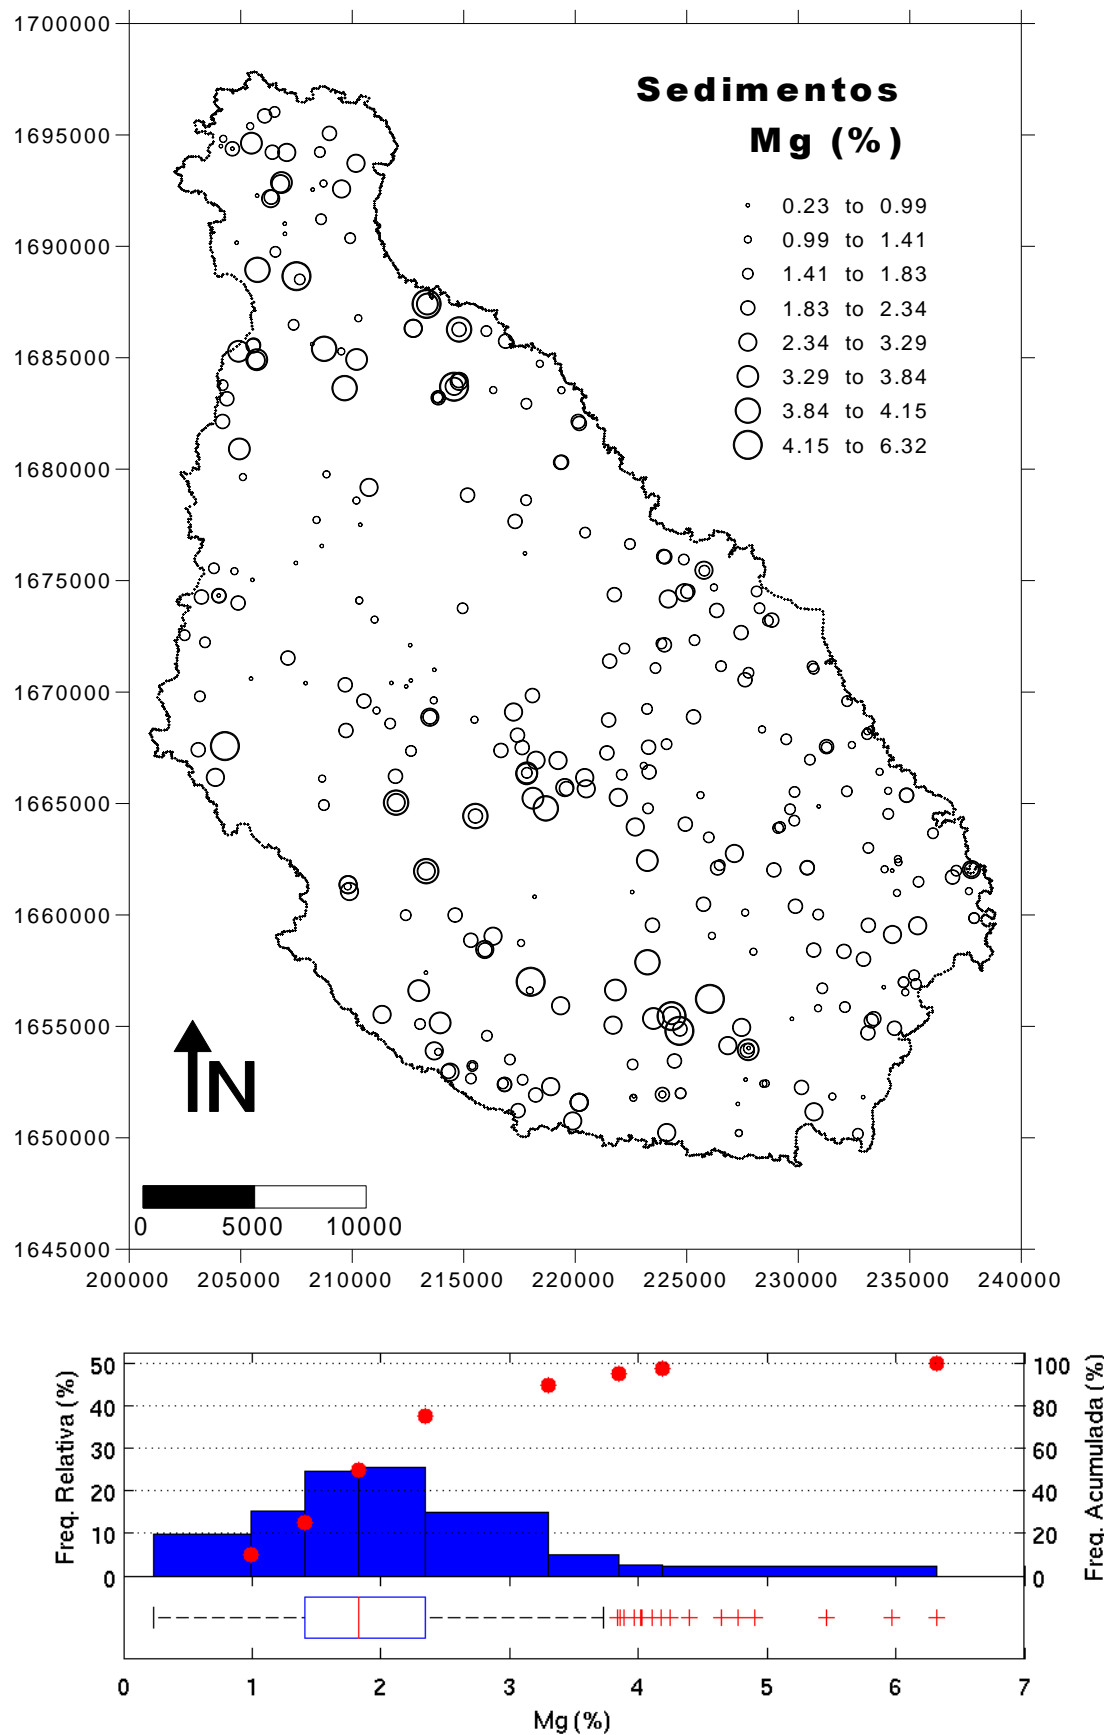 1700000
Sedimentos
Mg (%)
1695000
0.23 to 0.99
0.99 to 1.41
1690000
1.41 to 1.83
1.83 to 2.34
2.34 to 3.29
1685000
3.29 to 3.84
3.84 to 4.15
4.15 to 6.32
1680000
1675000
1670000
1665000
1660000
1655000
N
1650000
0 5000 10000
1645000
200000 205000 210000 215000 220000 225000 230000 235000 240000
50 100
40 80
30 60
20 40
10 20
0 0
Freq. Relativa (%)
Freq. Acumulada (%)
0 1 2 3 4 5 6 7
Mg (%)